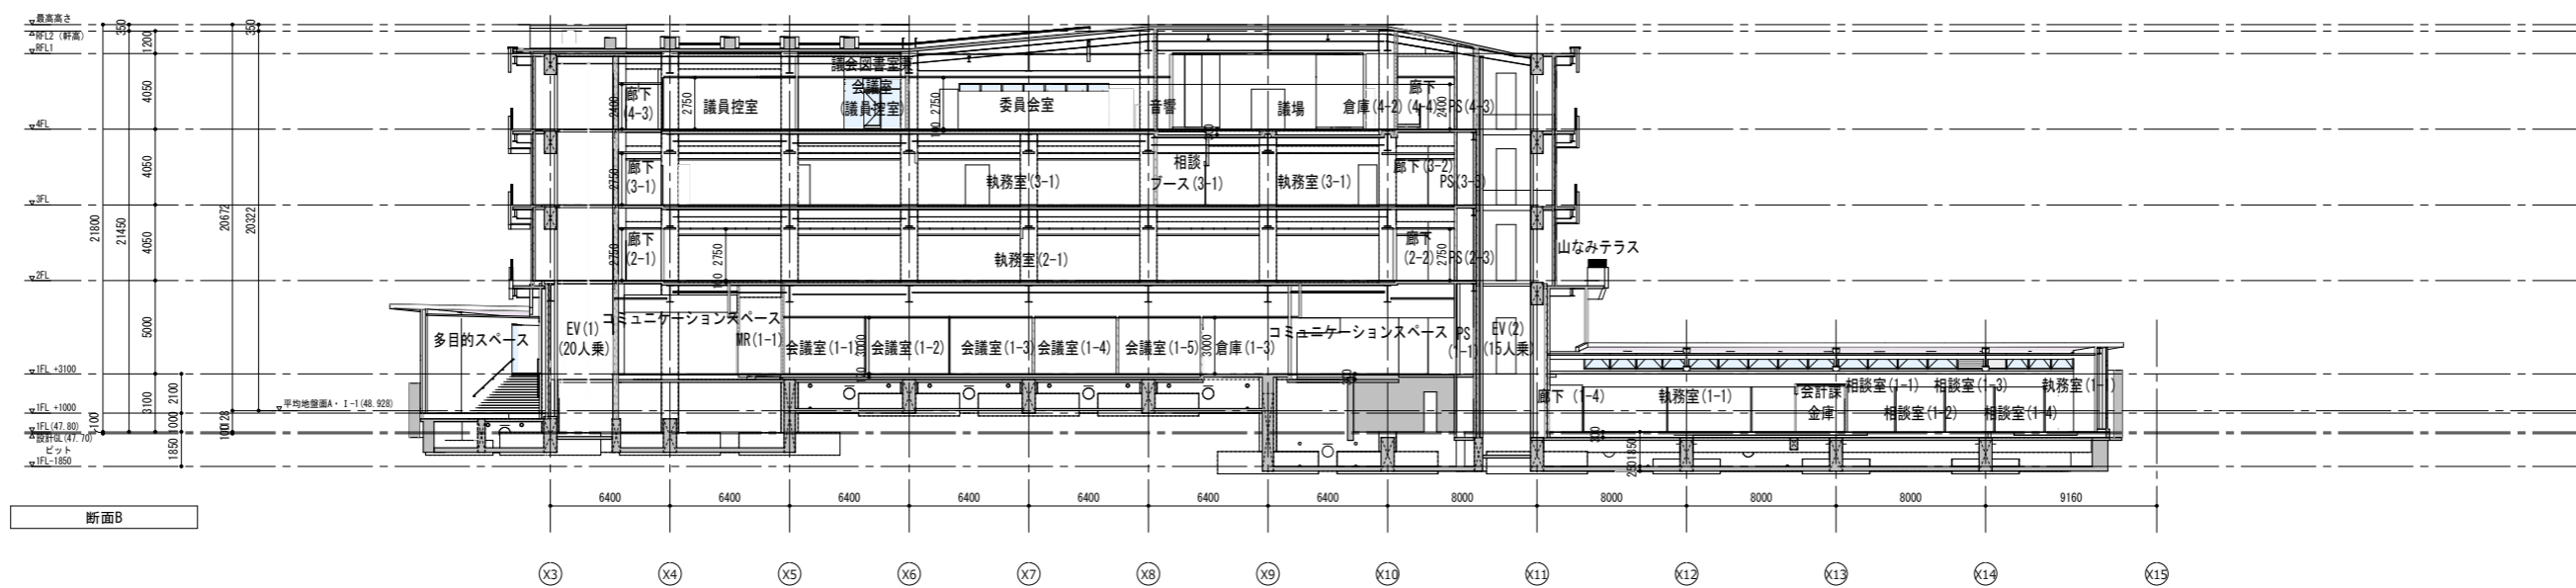 ▽最高高さ
▽RFL2（軒高）
▽RFL1
▽4FL
▽3FL
▽2FL
▽1FL +3100
▽1FL +1000
▽1FL(47.80)
▽設計GL(47.70)
ピット
▽1FL-1850
▽平均地盤面A・Ⅰ-1(48.928)
350
1200
4050
4050
4050
5000
3100
2100
1000
1850
21800
21450
20672
20322
350
議会図書室
会議室
(議員控室)
廊下
(4-3)
2400
2750
議員控室
2750
100
委員会室
音響
議場
倉庫(4-2)
廊下
(4-4)
2400
PS(4-3)
廊下
(3-1)
2750
執務室(3-1)
相談
ブース(3-1)
執務室(3-1)
廊下(3-2)
PS(3-3)
廊下
(2-1)
2750
2750
100
執務室(2-1)
廊下
(2-2)
2750
PS(2-3)
山なみテラス
多目的スペース
EV(1)
(20人乗)
コミュニケーションスペース
MR(1-1)
会議室(1-1)
3000
会議室(1-2)
会議室(1-3)
会議室(1-4)
会議室(1-5)
3000
倉庫(1-3)
コミュニケーションスペース
PS
(1-1)
EV(2)
(15人乗)
廊下 (1-4)
執務室(1-1)
会計課
金庫
相談室(1-1)
相談室(1-2)
相談室(1-3)
相談室(1-4)
執務室(1-1)
300
1850
250
6400
6400
6400
6400
6400
6400
6400
8000
8000
8000
8000
9160
断面B
X3
X4
X5
X6
X7
X8
X9
X10
X11
X12
X13
X14
X15